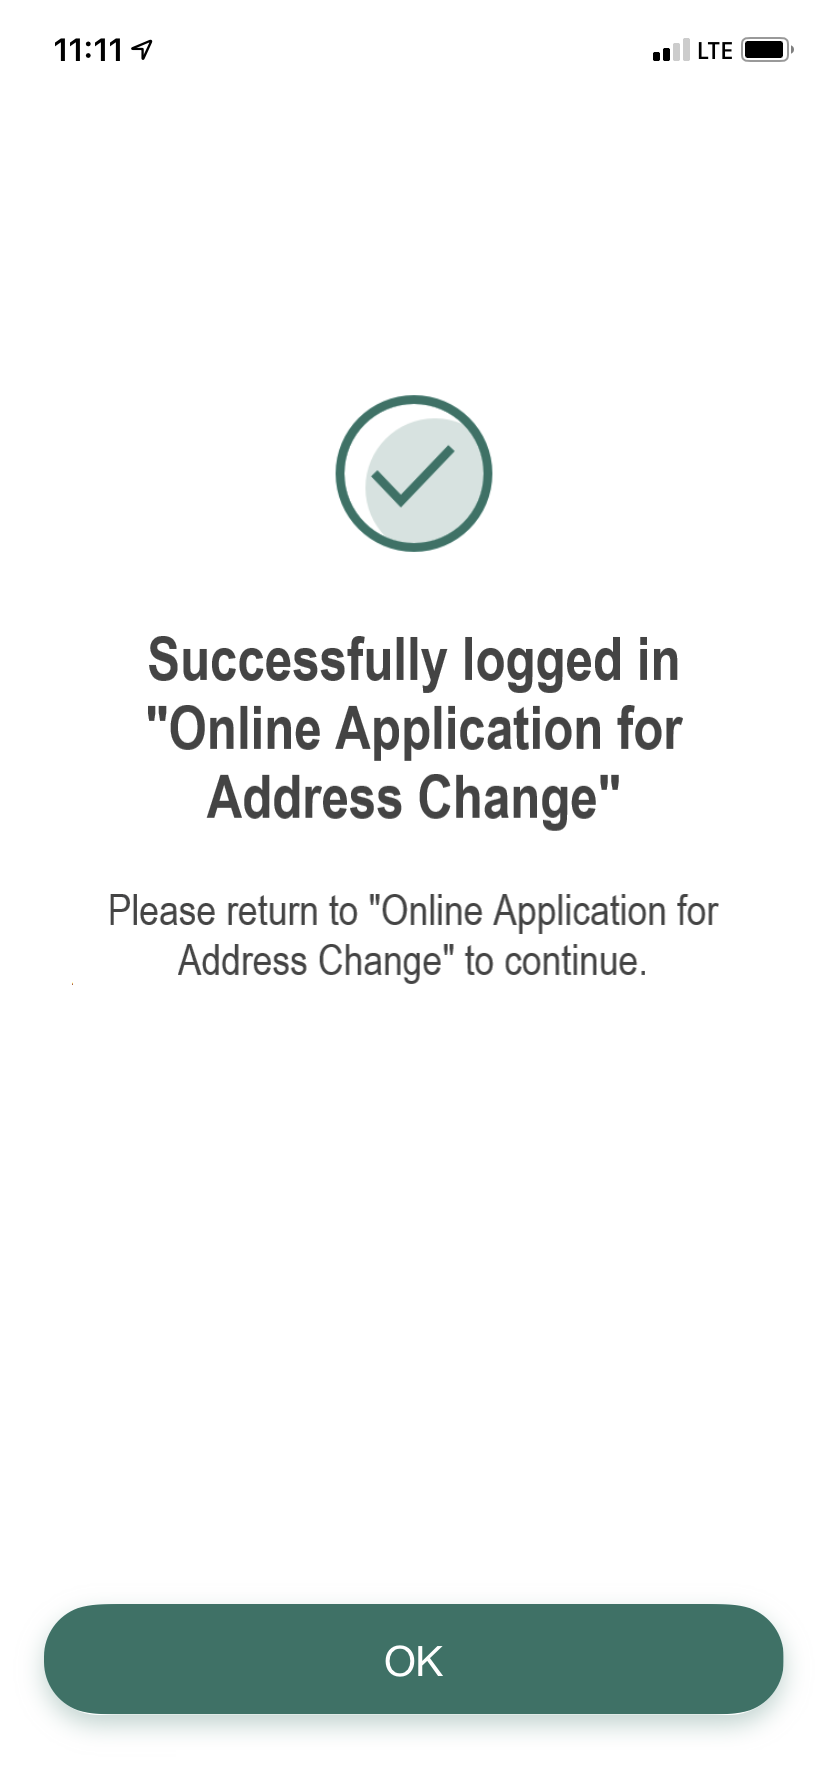 11:11 LTE
Successfully logged in
"Online Application for
Address Change"
Please return to "Online Application for
Address Change" to continue.
OK